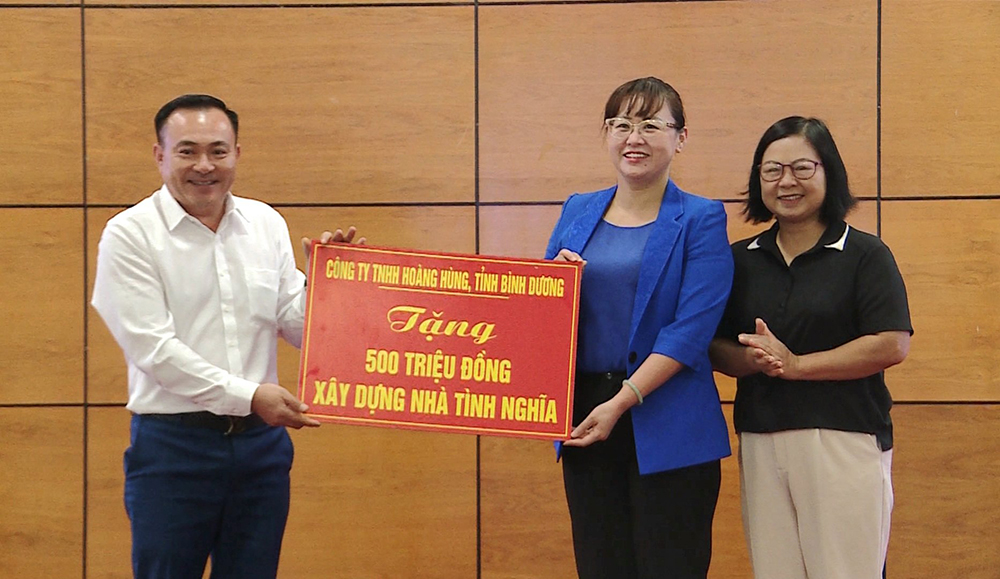 CÔNG TY TNHH HOÀNG HÙNG, TỈNH BÌNH DƯƠNG
Tặng
500 TRIỆU ĐỒNG
XÂY DỰNG NHÀ TÌNH NGHĨA